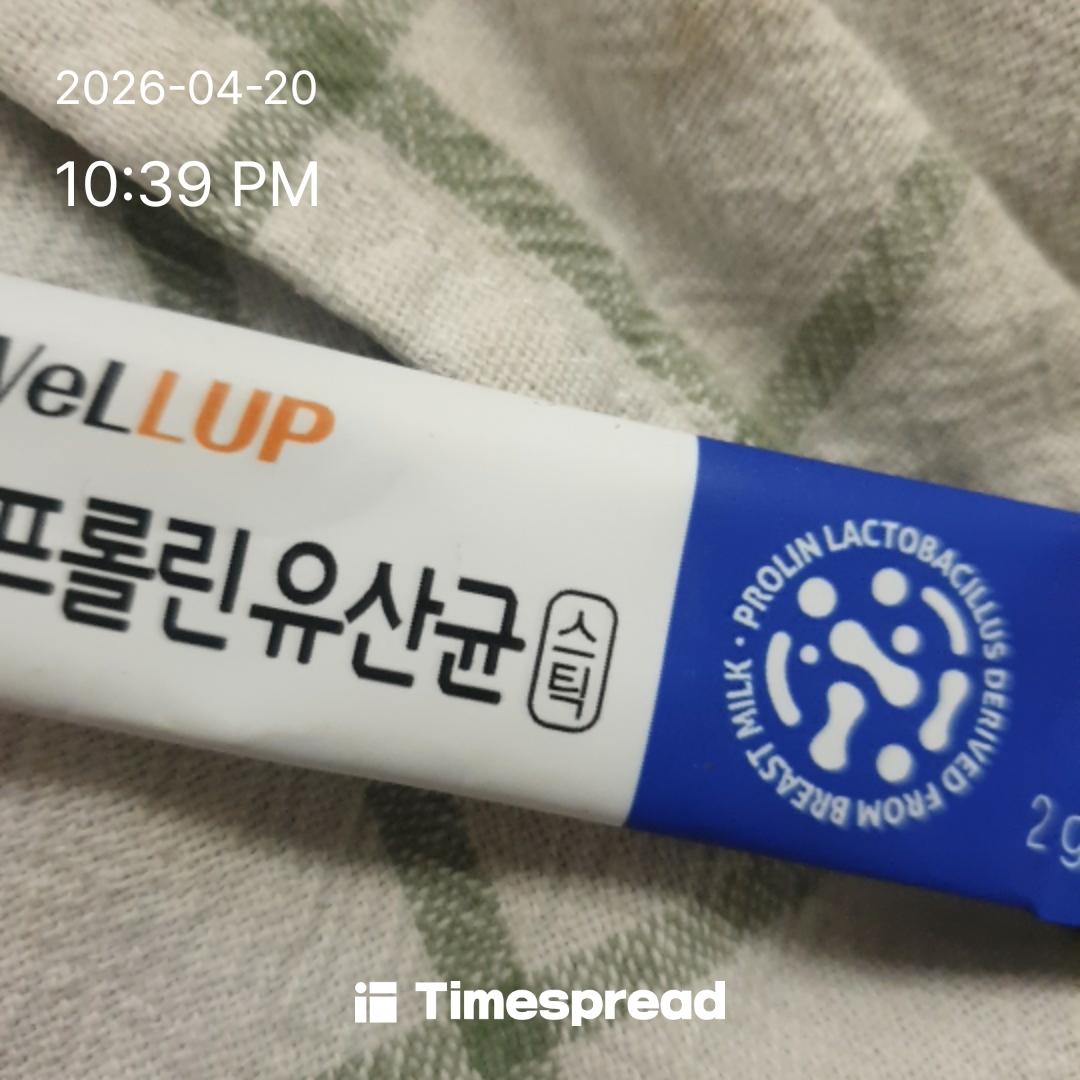 2026-04-20
10:39 PM
WeLLUP
프롤린유산균
스틱
PROLIN LACTOBACILLUS DERIVED FROM BREAST MILK ·
2g
Timespread